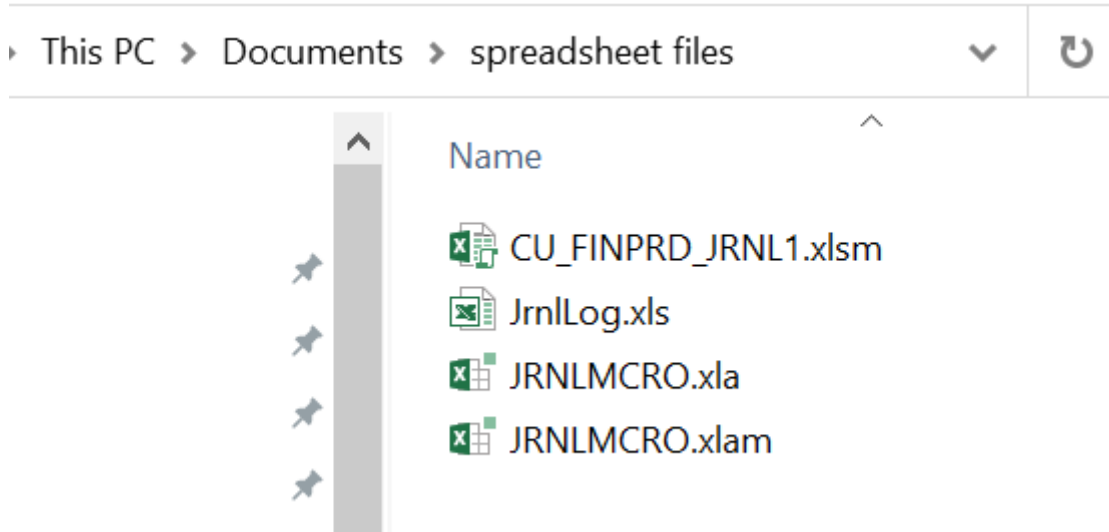 This PC > Documents > spreadsheet files
Name
CU_FINPRD_JRNL1.xlsm
JrnlLog.xls
JRNLMCRO.xla
JRNLMCRO.xlam